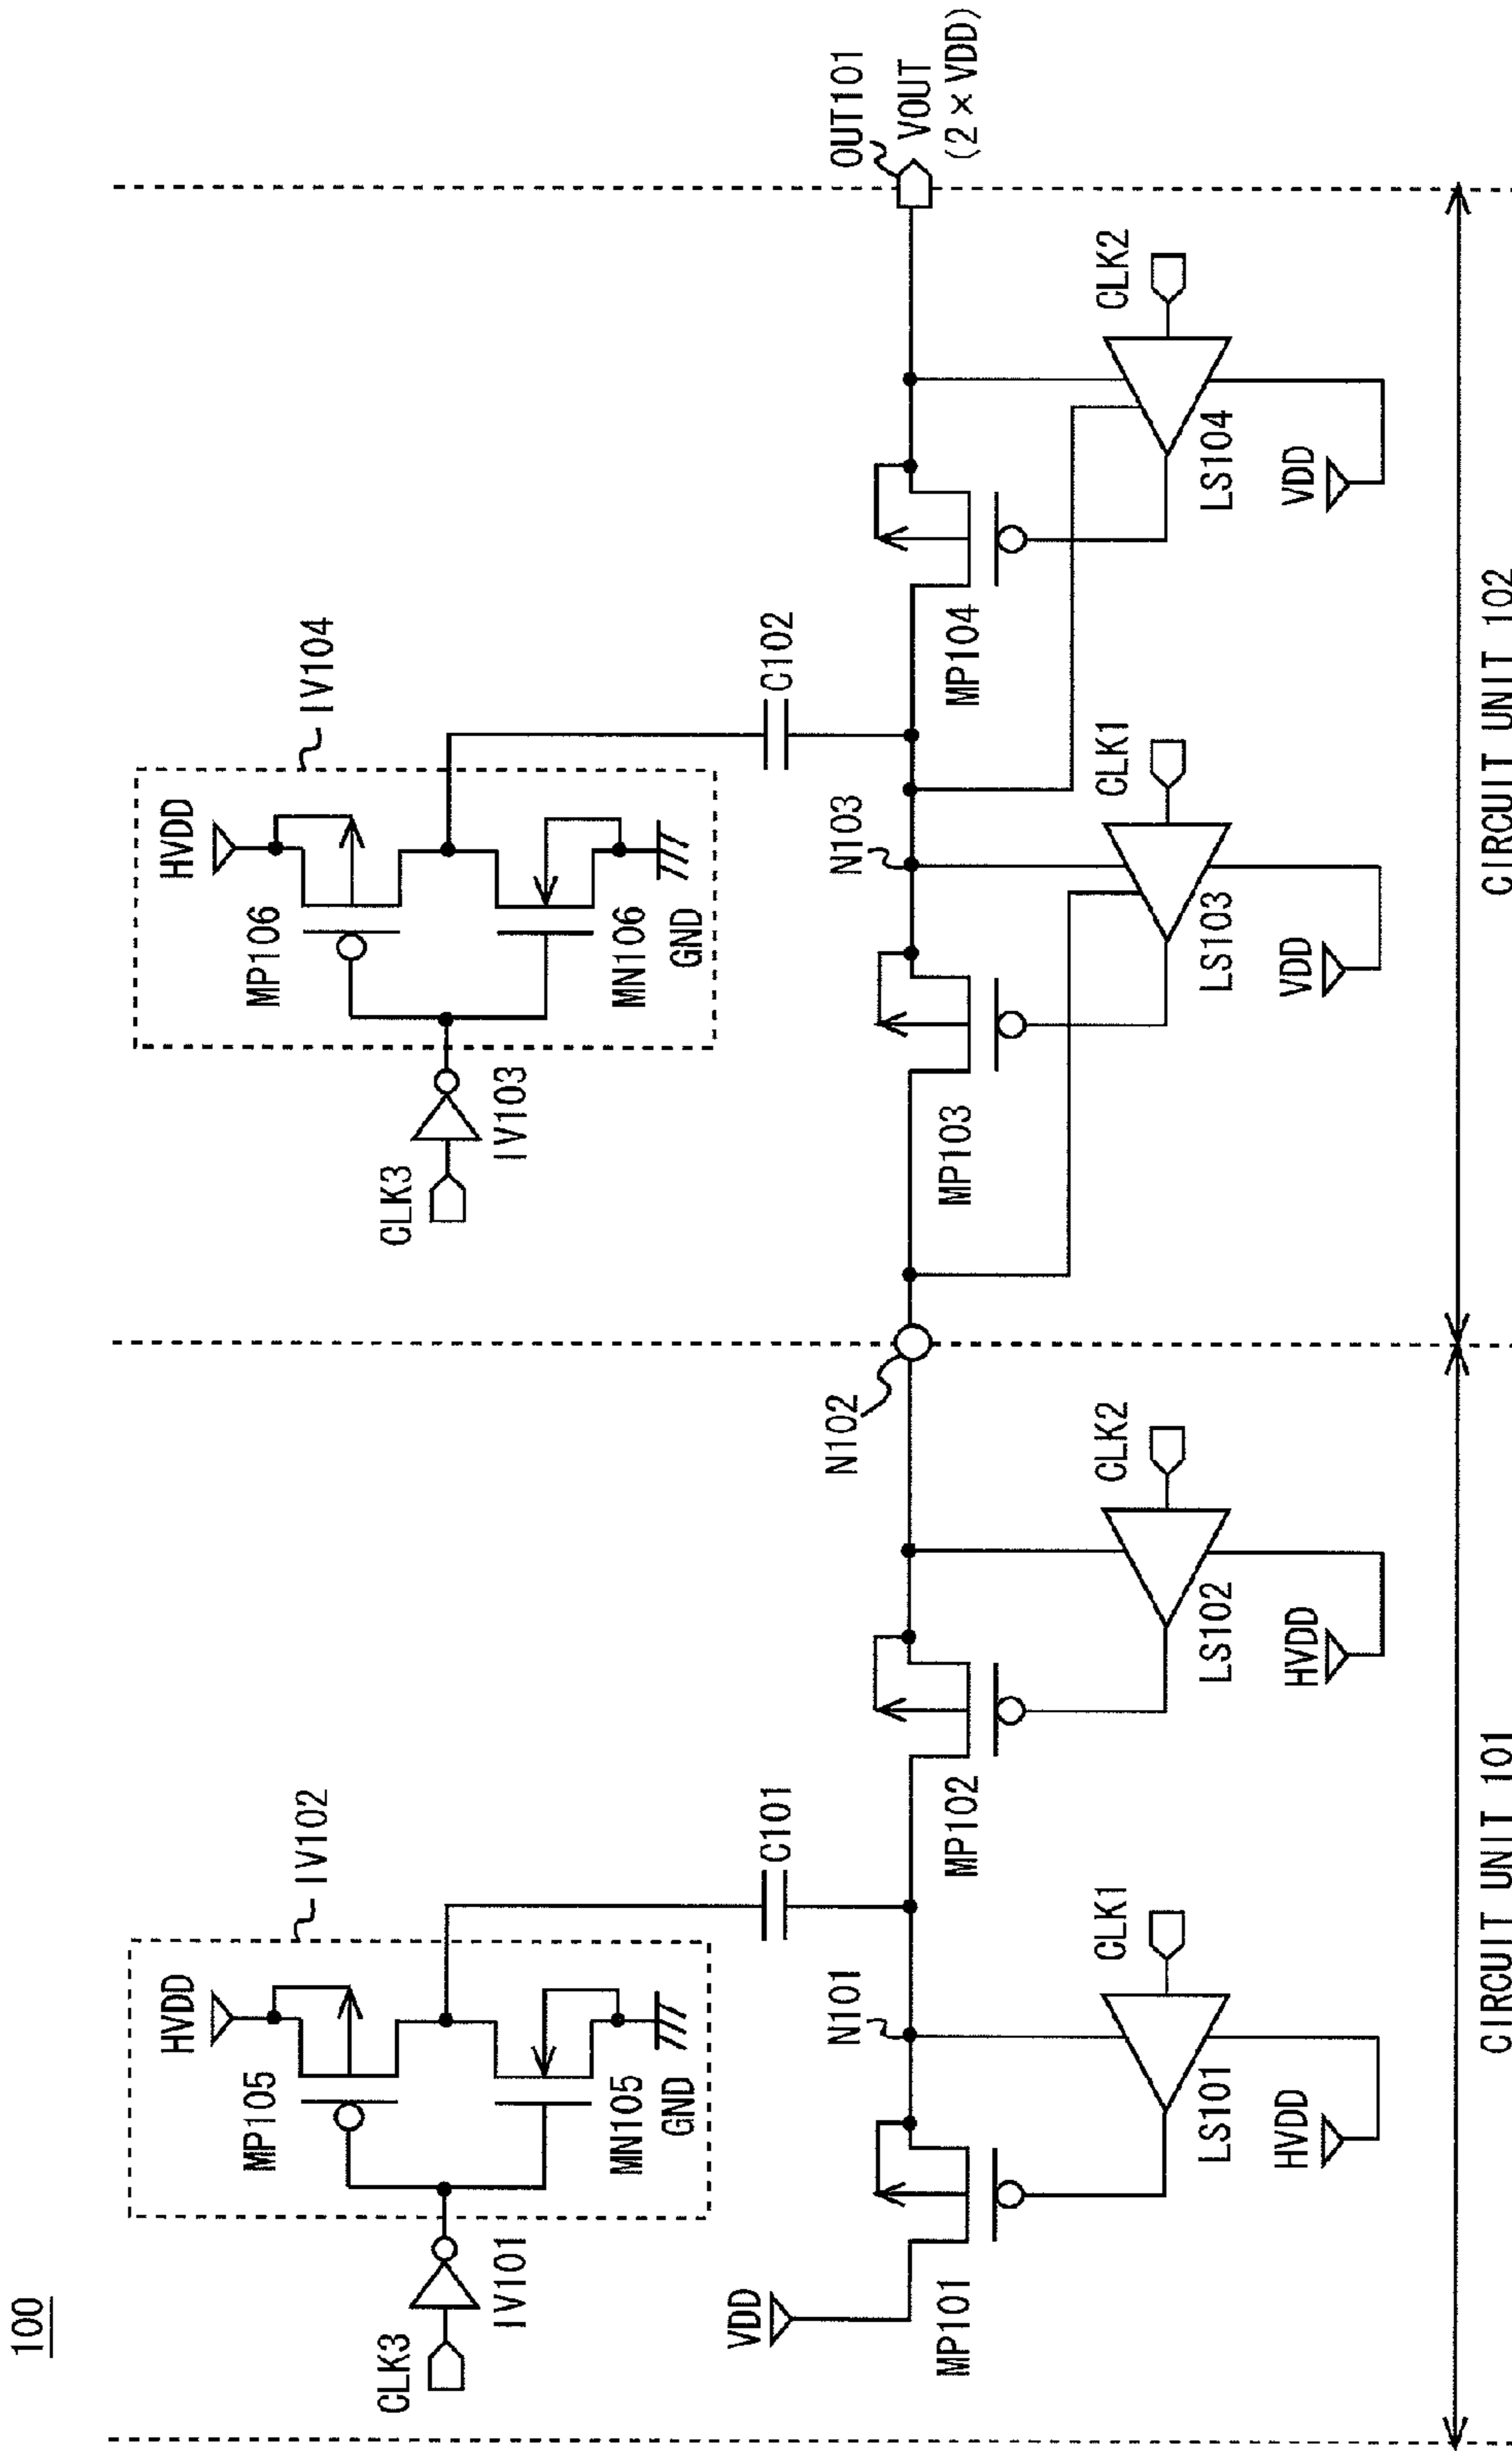 100
CLK3
IV101
IV102
HVDD
MP105
MN105
GND
C101
VDD
MP101
N101
LS101
HVDD
CLK1
MP102
LS102
HVDD
CLK2
N102
CIRCUIT UNIT 101
CLK3
IV103
IV104
HVDD
MP106
MN106
GND
C102
MP103
N103
LS103
VDD
CLK1
MP104
LS104
VDD
CLK2
OUT101
VOUT
(2×VDD)
CIRCUIT UNIT 102